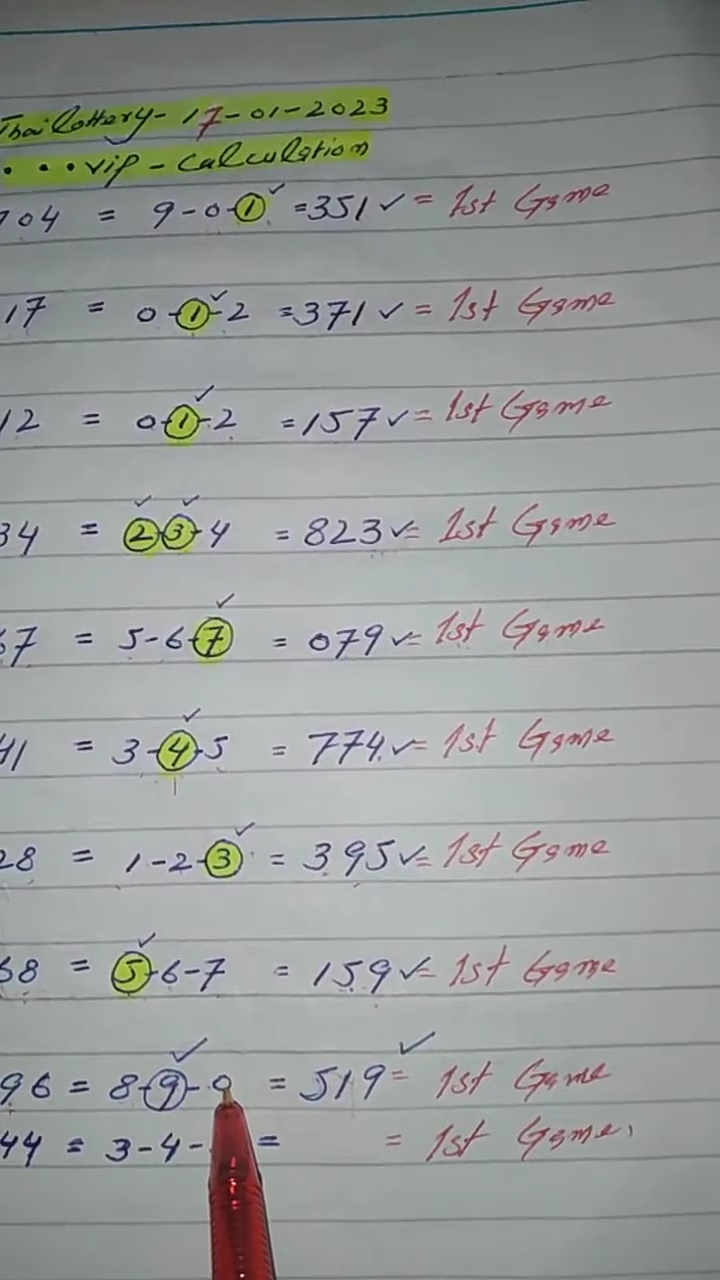 Thai Lottery - 17-01-2023
... vip - Calculation
704 = 9-0-1 ✓ = 351 ✓ = 1st Game
17 = 0-1-2 ✓ = 371 ✓ = 1st Game
12 = 0-1-2 ✓ = 157 ✓ = 1st Game
34 = 2-3-4 ✓ ✓ = 823 ✓ = 1st Game
67 = 5-6-7 ✓ = 079 ✓ = 1st Game
41 = 3-4-5 ✓ = 774 ✓ = 1st Game
28 = 1-2-3 ✓ = 395 ✓ = 1st Game
68 = 5-6-7 ✓ = 159 ✓ = 1st Game
96 = 8-9-0 ✓ = 519 ✓ = 1st Game
44 = 3-4- = = 1st Game